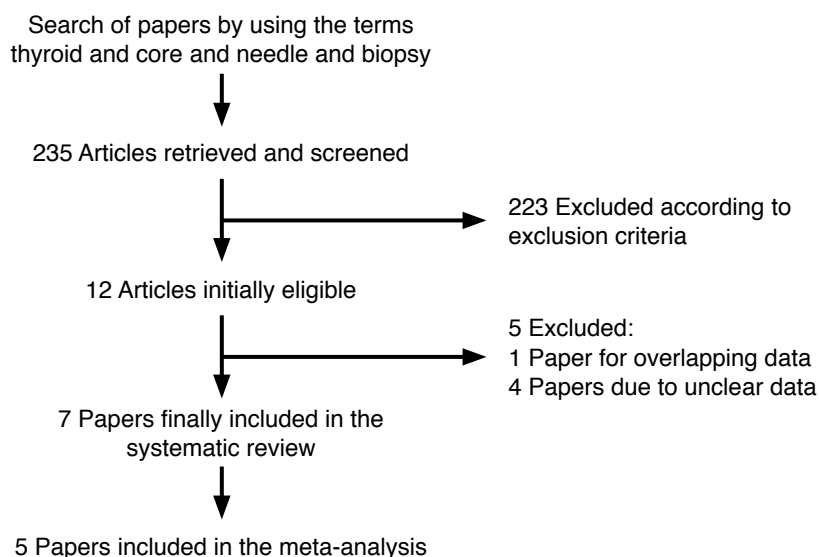 Search of papers by using the terms
thyroid and core and needle and biopsy
235 Articles retrieved and screened
223 Excluded according to
exclusion criteria
12 Articles initially eligible
5 Excluded:
1 Paper for overlapping data
4 Papers due to unclear data
7 Papers finally included in the
systematic review
5 Papers included in the meta-analysis